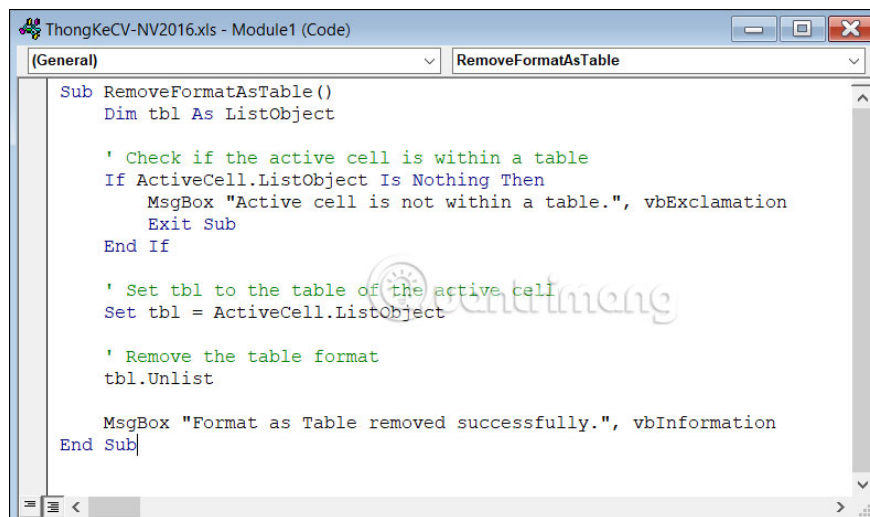 ThongKeCV-NV2016.xls - Module1 (Code)
(General) RemoveFormatAsTable
Sub RemoveFormatAsTable()
    Dim tbl As ListObject

    ' Check if the active cell is within a table
    If ActiveCell.ListObject Is Nothing Then
        MsgBox "Active cell is not within a table.", vbExclamation
        Exit Sub
    End If

    ' Set tbl to the table of the active cell
    Set tbl = ActiveCell.ListObject

    ' Remove the table format
    tbl.Unlist

    MsgBox "Format as Table removed successfully.", vbInformation
End Sub
quantrimang